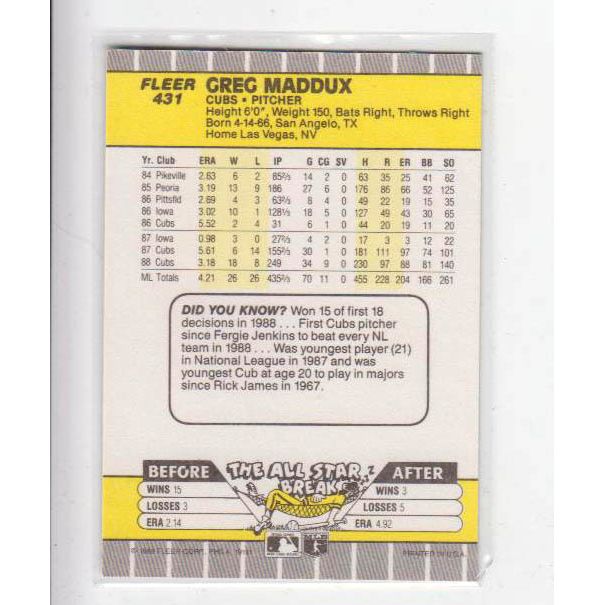 FLEER GREG MADDUX
431 CUBS • PITCHER
Height 6'0", Weight 150, Bats Right, Throws Right
Born 4-14-66, San Angelo, TX
Home Las Vegas, NV
Yr. Club ERA W L IP G CG SV H R ER BB SO
84 Pikeville 2.63 6 2 85⅔ 14 2 0 63 35 25 41 62
85 Peoria 3.19 13 9 186 27 6 0 176 86 66 52 125
86 Pittsfld 2.69 4 3 63⅔ 8 4 0 49 22 19 15 35
86 Iowa 3.02 10 1 128⅓ 18 5 0 127 49 43 30 65
86 Cubs 5.52 2 4 31 6 1 0 44 20 19 11 20
87 Iowa 0.98 3 0 27⅔ 4 2 0 17 3 3 12 22
87 Cubs 5.61 6 14 155⅔ 30 1 0 181 111 97 74 101
88 Cubs 3.18 18 8 249 34 9 0 230 97 88 81 140
ML Totals 4.21 26 26 435⅔ 70 11 0 455 228 204 166 261
DID YOU KNOW? Won 15 of first 18
decisions in 1988 . . . First Cubs pitcher
since Fergie Jenkins to beat every NL
team in 1988 . . . Was youngest player (21)
in National League in 1987 and was
youngest Cub at age 20 to play in majors
since Rick James in 1967.
BEFORE THE ALL STAR BREAK AFTER
WINS 15 WINS 3
LOSSES 3 LOSSES 5
ERA 2.14 ERA 4.92
© 1989 FLEER CORP. PHILA. 19141 PRINTED IN U.S.A.